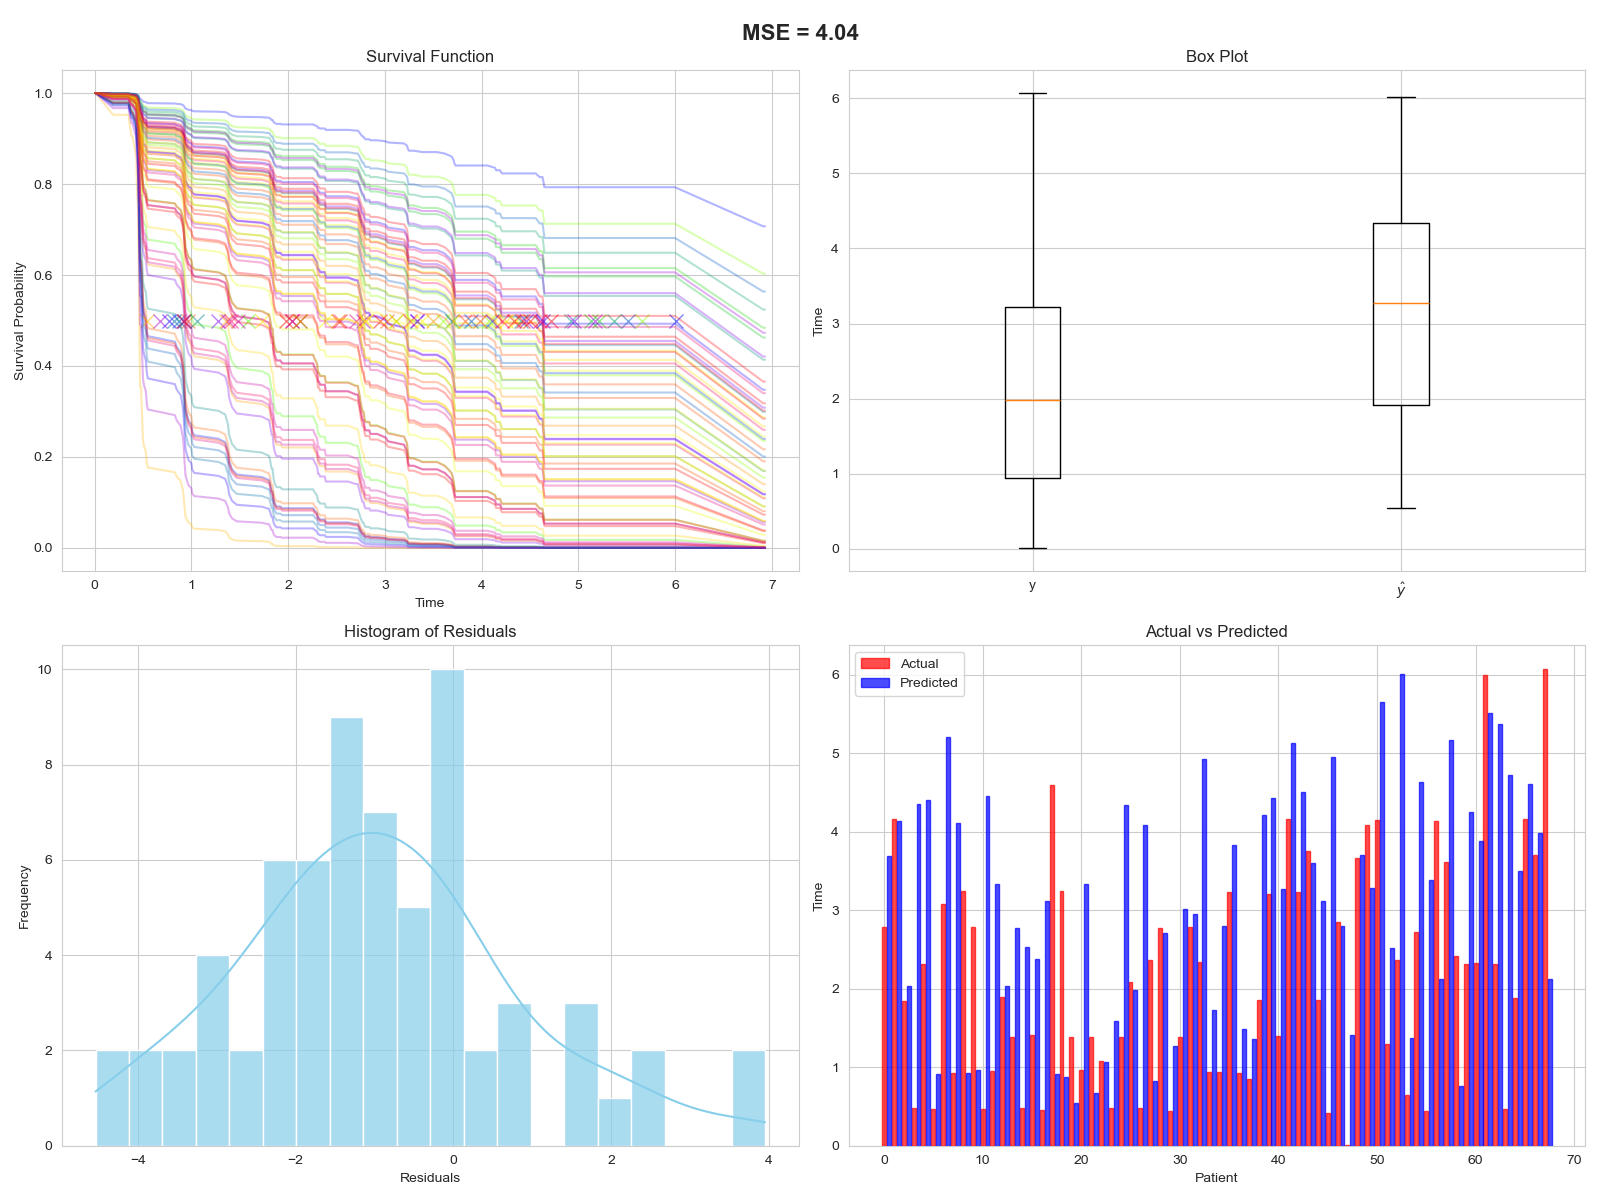 MSE = 4.04
Survival Function
Survival Probability
1.0
0.8
0.6
0.4
0.2
0.0
0 1 2 3 4 5 6 7
Time
Box Plot
Time
6
5
4
3
2
1
0
y ŷ
Histogram of Residuals
Frequency
10
8
6
4
2
0
−4 −2 0 2 4
Residuals
Actual vs Predicted
Actual
Predicted
Time
6
5
4
3
2
1
0
0 10 20 30 40 50 60 70
Patient